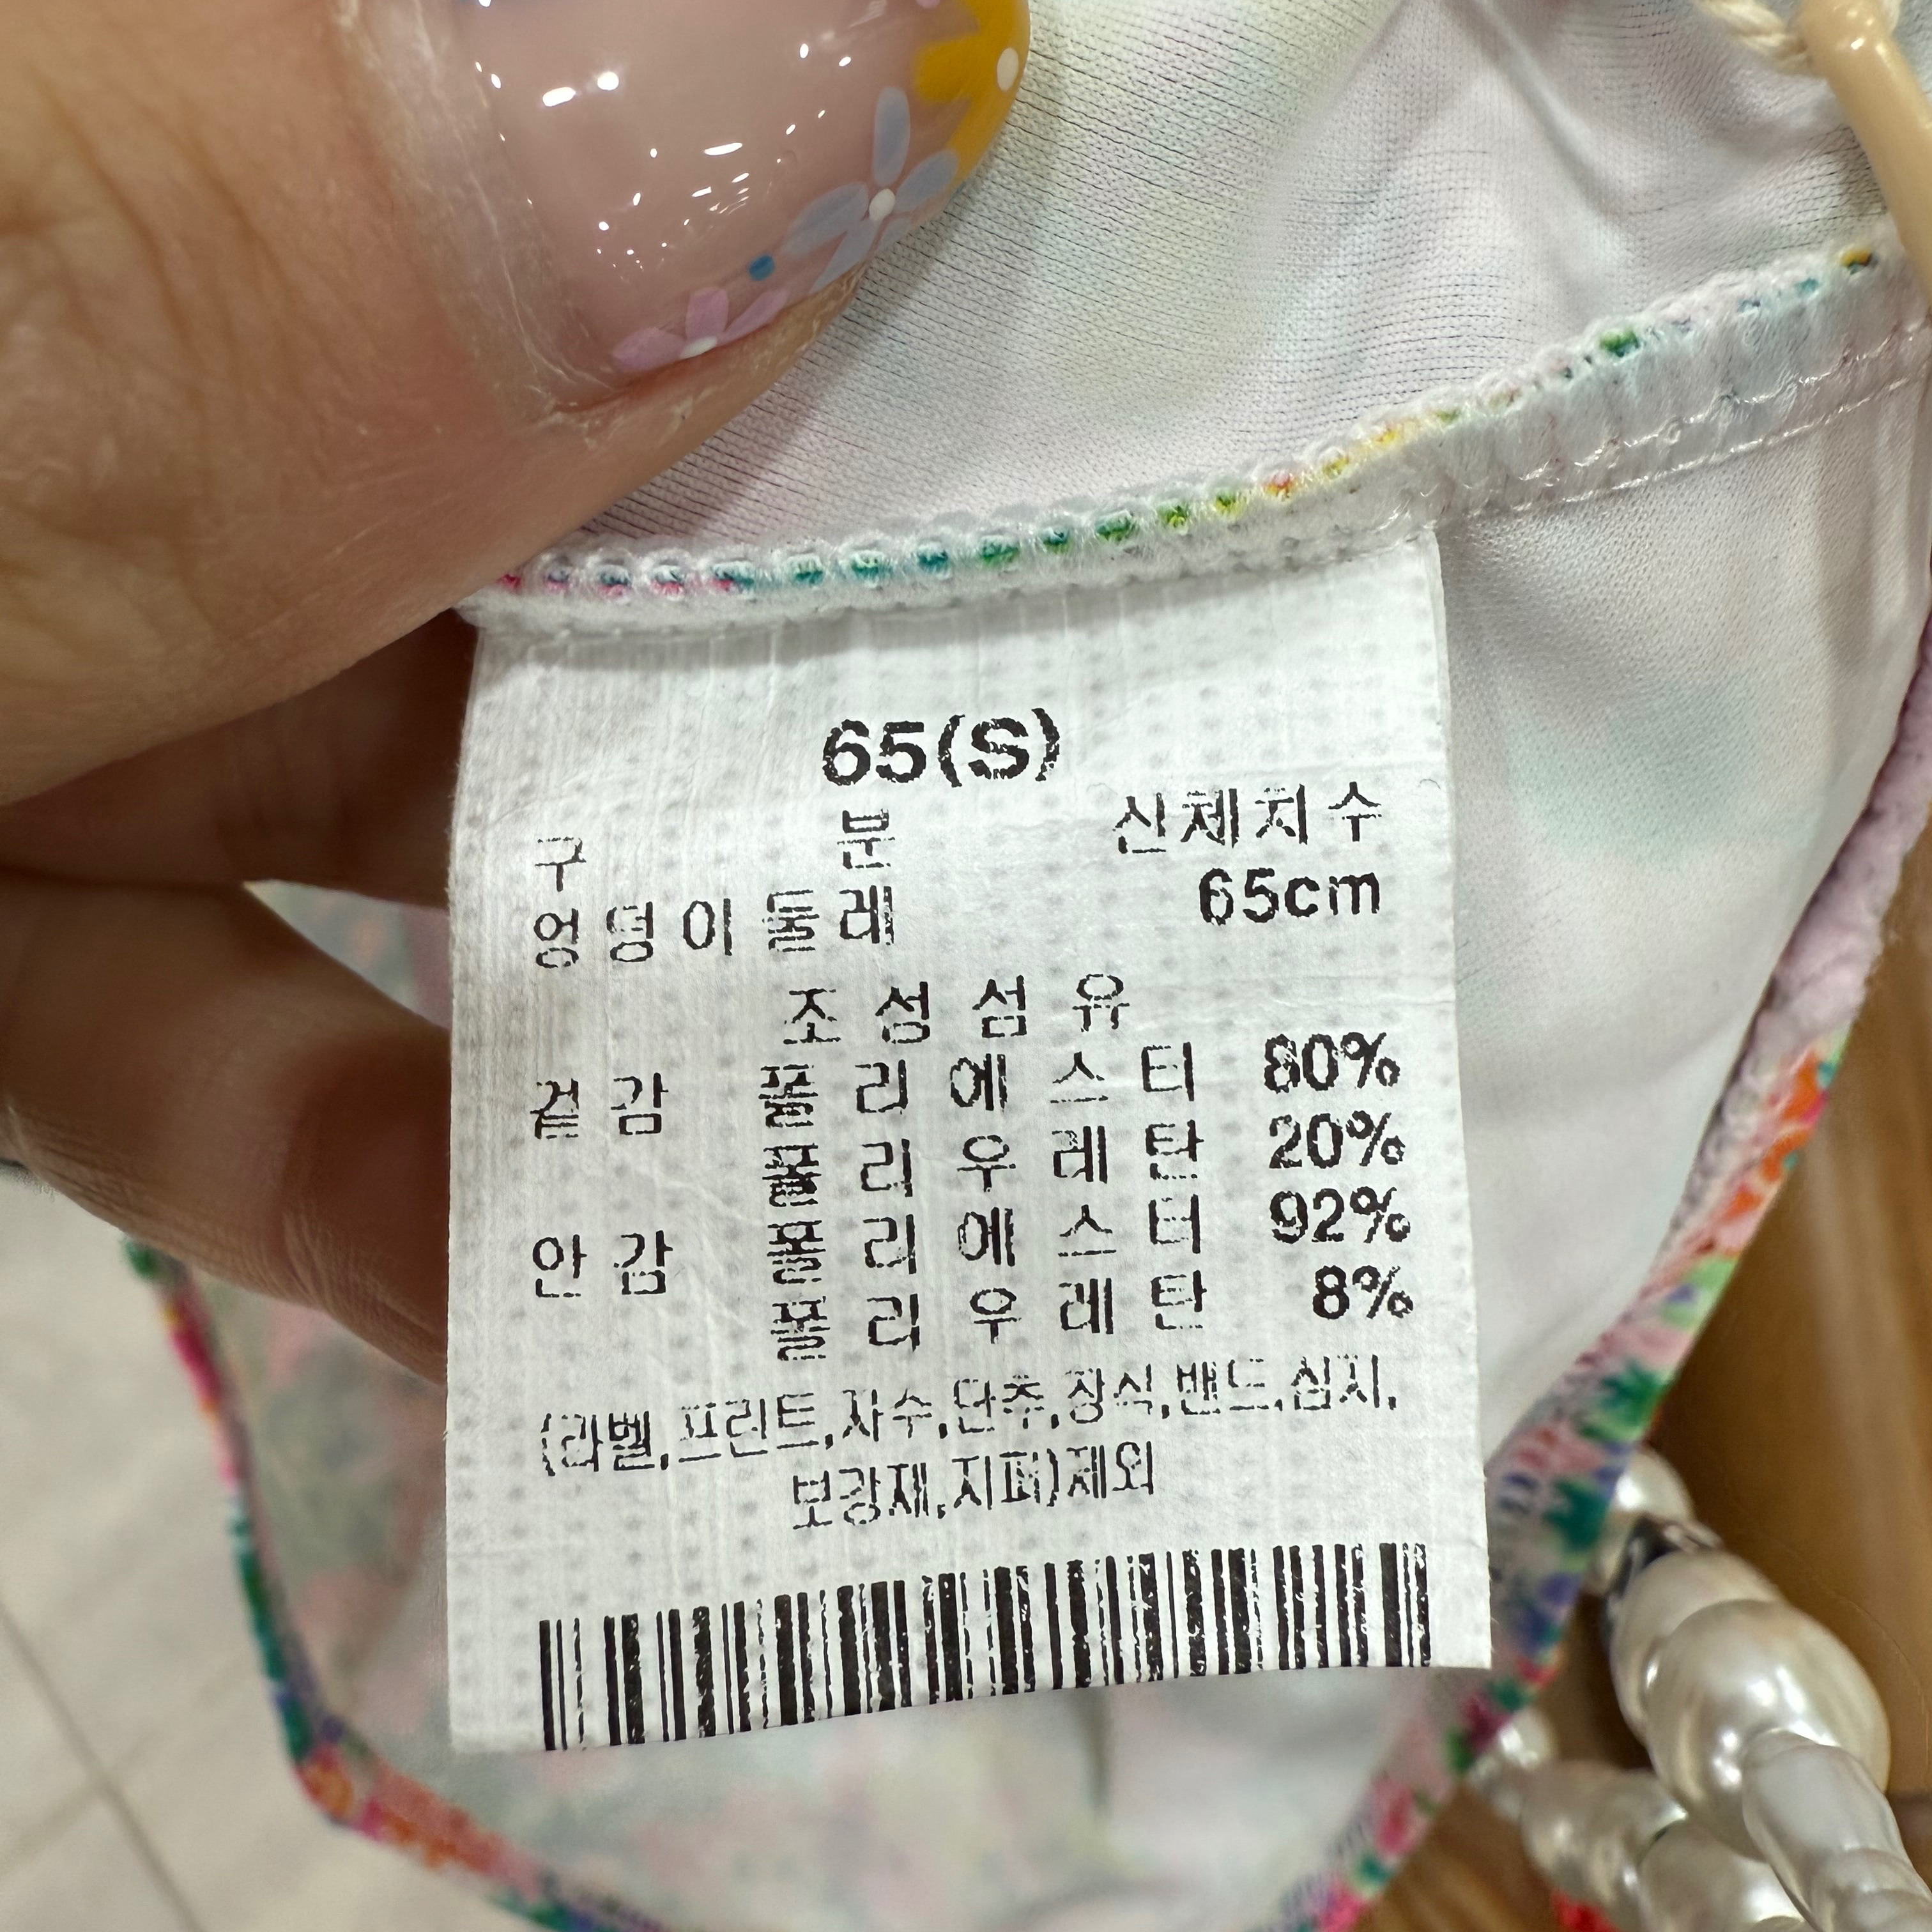 65(S)
구 분 신체치수
엉덩이둘레 65cm
조성섬유
겉감 폴리에스터 80%
폴리우레탄 20%
안감 폴리에스터 92%
폴리우레탄 8%
(라벨,프린트,자수,단추,장식,밴드,심지,
보강재,지퍼)제외